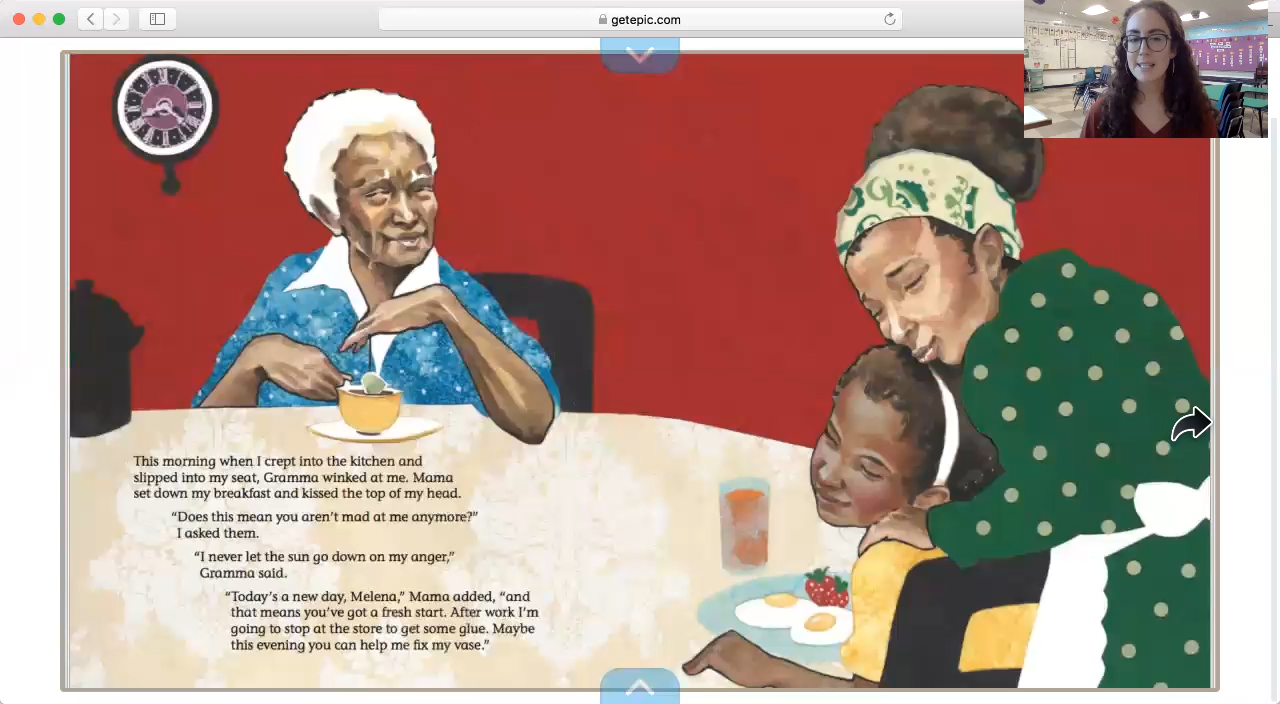 getepic.com
This morning when I crept into the kitchen and
slipped into my seat, Gramma winked at me. Mama
set down my breakfast and kissed the top of my head.
“Does this mean you aren’t mad at me anymore?”
I asked them.
“I never let the sun go down on my anger,”
Gramma said.
“Today’s a new day, Melena,” Mama added, “and
that means you’ve got a fresh start. After work I’m
going to stop at the store to get some glue. Maybe
this evening you can help me fix my vase.”